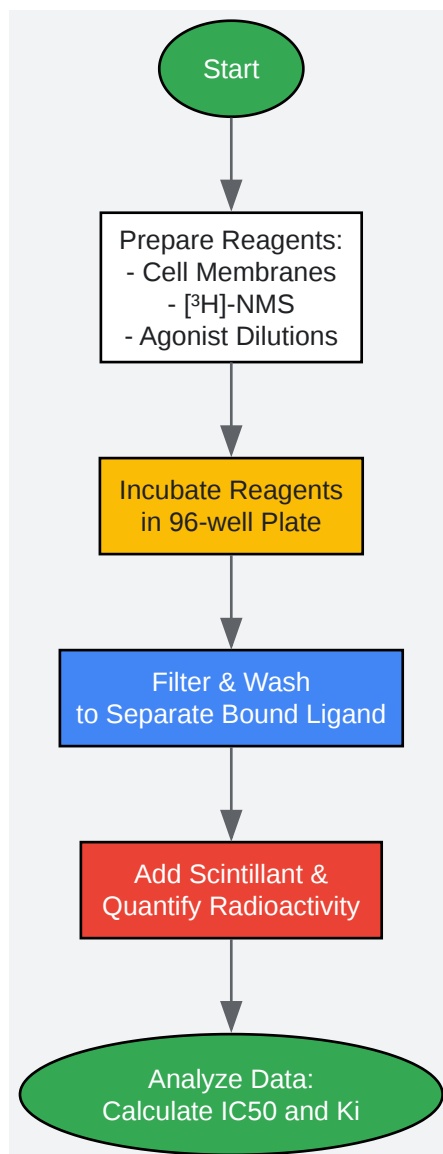 Start
Prepare Reagents:
- Cell Membranes
- [³H]-NMS
- Agonist Dilutions
Incubate Reagents
in 96-well Plate
Filter & Wash
to Separate Bound Ligand
Add Scintillant &
Quantify Radioactivity
Analyze Data:
Calculate IC50 and Ki